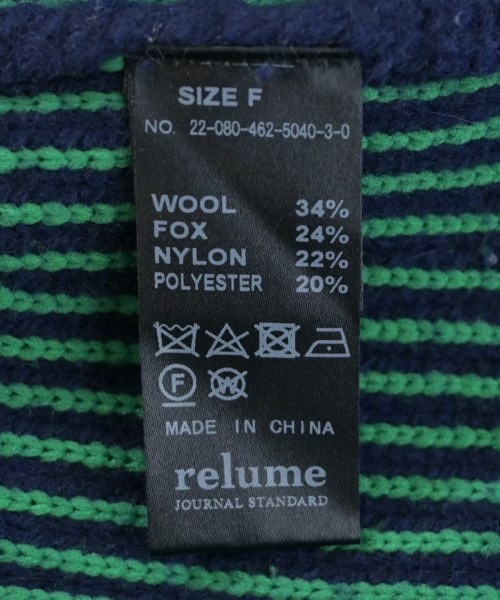 SIZE F
NO. 22-080-462-5040-3-0
WOOL 34%
FOX 24%
NYLON 22%
POLYESTER 20%
F W
MADE IN CHINA
relume
JOURNAL STANDARD